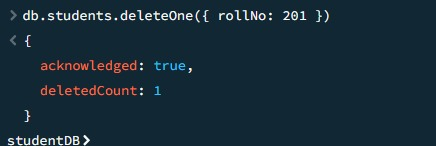 > db.students.deleteOne({ rollNo: 201 })
< {
acknowledged: true,
deletedCount: 1
}
studentDB>